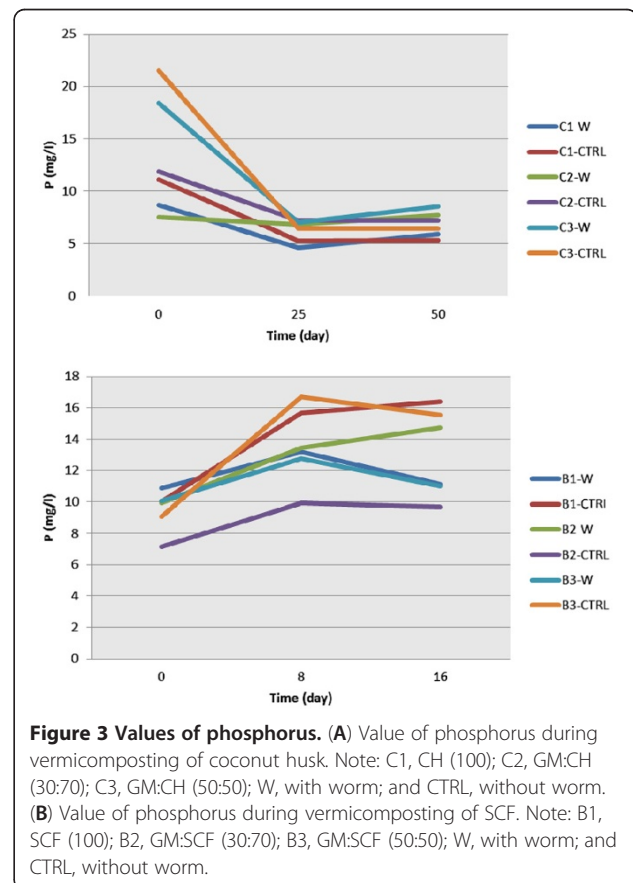 25
20
15
10
5
0
P (mg/l)
0 25 50
Time (day)
C1 W
C1-CTRL
C2-W
C2-CTRL
C3-W
C3-CTRL
18
16
14
12
10
8
6
4
2
0
P (mg/l)
0 8 16
Time (day)
B1-W
B1-CTRI
B2 W
B2-CTRL
B3-W
B3-CTRL
Figure 3 Values of phosphorus. (A) Value of phosphorus during
vermicomposting of coconut husk. Note: C1, CH (100); C2, GM:CH
(30:70); C3, GM:CH (50:50); W, with worm; and CTRL, without worm.
(B) Value of phosphorus during vermicomposting of SCF. Note: B1,
SCF (100); B2, GM:SCF (30:70); B3, GM:SCF (50:50); W, with worm; and
CTRL, without worm.